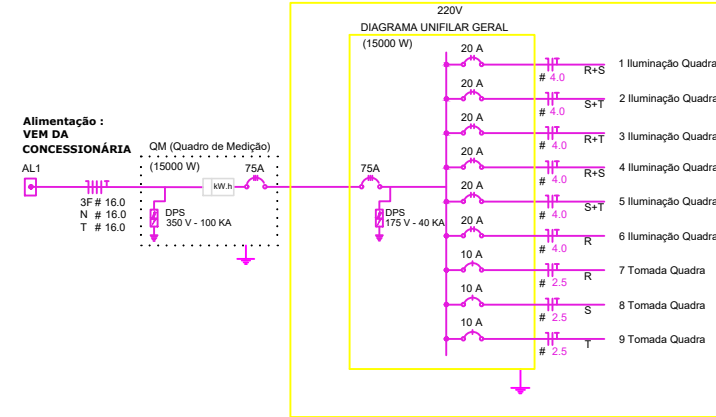 220V
DIAGRAMA UNIFILAR GERAL
(15000 W)
Alimentação :
VEM DA
CONCESSIONÁRIA
AL1
3F # 16.0
N # 16.0
T # 16.0
QM (Quadro de Medição)
(15000 W)
kW.h
75A
DPS
350 V - 100 KA
75A
DPS
175 V - 40 KA
20 A
# 4.0
R+S
1 Iluminação Quadra
20 A
# 4.0
S+T
2 Iluminação Quadra
20 A
# 4.0
R+T
3 Iluminação Quadra
20 A
# 4.0
R+S
4 Iluminação Quadra
20 A
# 4.0
S+T
5 Iluminação Quadra
20 A
# 4.0
R
6 Iluminação Quadra
10 A
# 2.5
R
7 Tomada Quadra
10 A
# 2.5
S
8 Tomada Quadra
10 A
# 2.5
T
9 Tomada Quadra